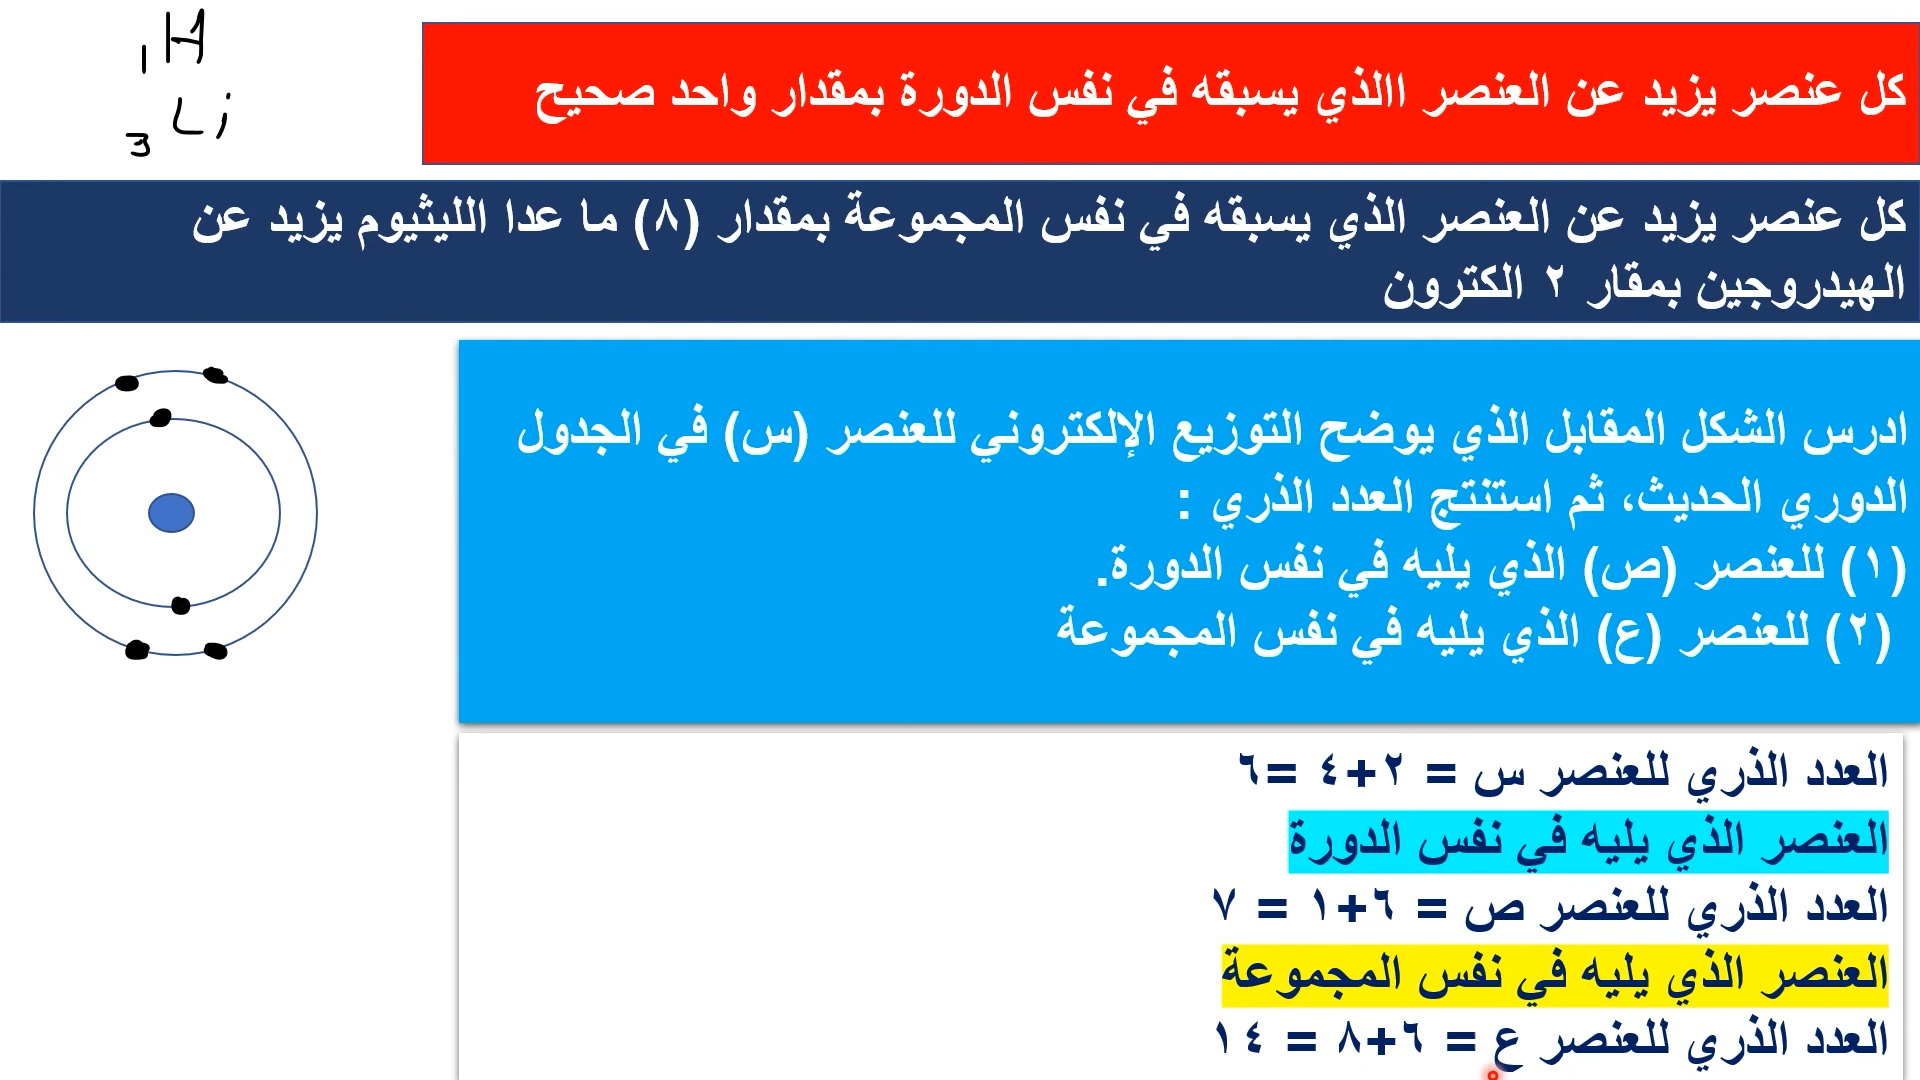 ₁H
₃Li
كل عنصر يزيد عن العنصر االذي يسبقه في نفس الدورة بمقدار واحد صحيح
كل عنصر يزيد عن العنصر الذي يسبقه في نفس المجموعة بمقدار (٨) ما عدا الليثيوم يزيد عن
الهيدروجين بمقار ٢ الكترون
ادرس الشكل المقابل الذي يوضح التوزيع الإلكتروني للعنصر (س) في الجدول
الدوري الحديث، ثم استنتج العدد الذري :
(١) للعنصر (ص) الذي يليه في نفس الدورة.
(٢) للعنصر (ع) الذي يليه في نفس المجموعة
العدد الذري للعنصر س = ٢+٤ =٦
العنصر الذي يليه في نفس الدورة
العدد الذري للعنصر ص = ٦+١ = ٧
العنصر الذي يليه في نفس المجموعة
العدد الذري للعنصر ع = ٦+٨ = ١٤